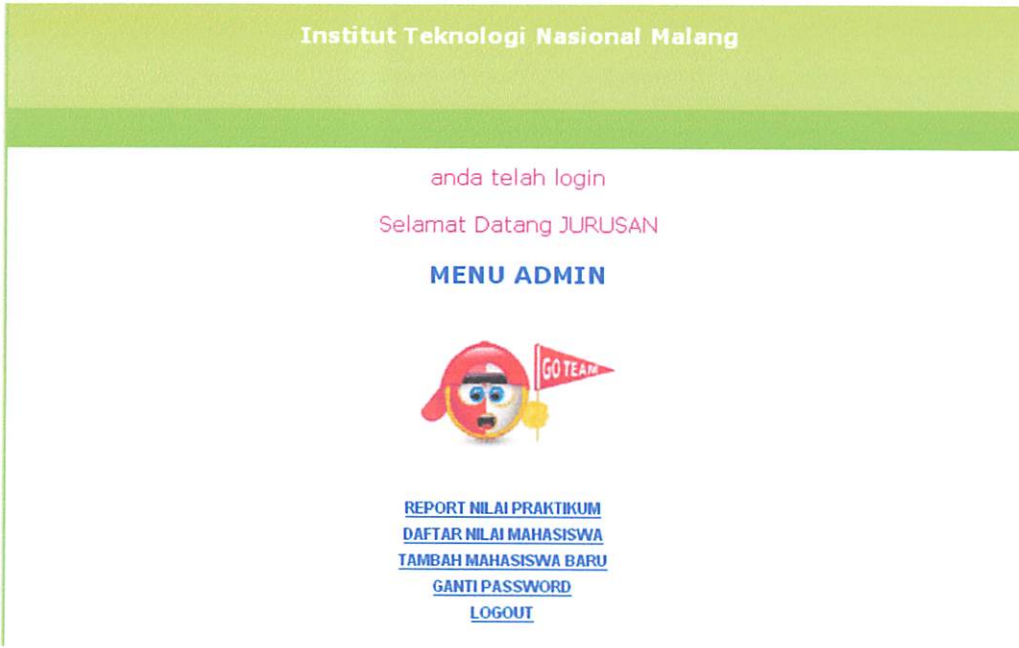 Institut Teknologi Nasional Malang
anda telah login
Selamat Datang JURUSAN
MENU ADMIN
GO TEAM
REPORT NILAI PRAKTIKUM
DAFTAR NILAI MAHASISWA
TAMBAH MAHASISWA BARU
GANTI PASSWORD
LOGOUT